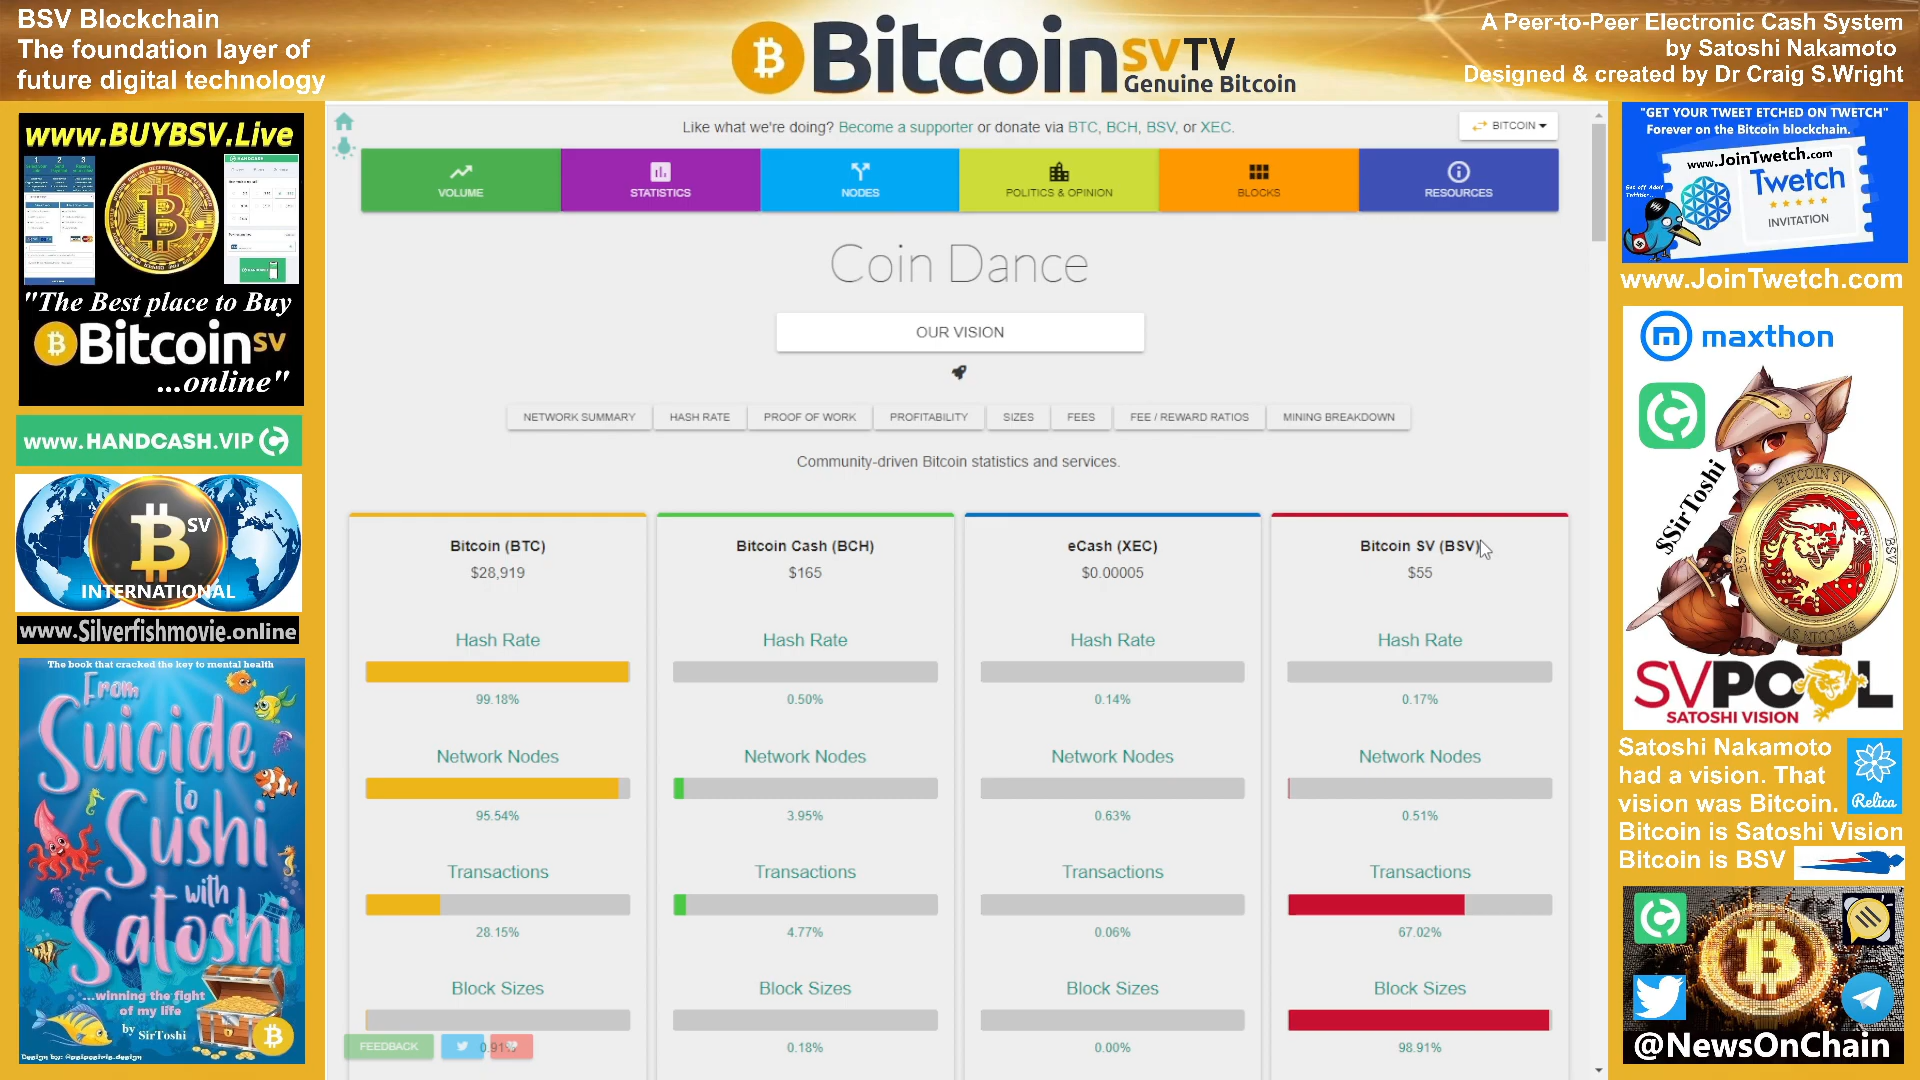 BSV Blockchain
The foundation layer of
future digital technology
Bitcoin SVTV
Genuine Bitcoin
A Peer-to-Peer Electronic Cash System
by Satoshi Nakamoto
Designed & created by Dr Craig S.Wright
www.BUYBSV.Live
"The Best place to Buy
Bitcoin SV
...online"
www.HANDCASH.VIP
SV
INTERNATIONAL
www.Silverfishmovie.online
The book that cracked the key to mental health
From
Suicide
to
Sushi
with
Satoshi
...winning the fight
of my life
by SirToshi
Like what we're doing? Become a supporter or donate via BTC, BCH, BSV, or XEC.
BITCOIN
VOLUME
STATISTICS
NODES
POLITICS & OPINION
BLOCKS
RESOURCES
Coin Dance
OUR VISION
NETWORK SUMMARY
HASH RATE
PROOF OF WORK
PROFITABILITY
SIZES
FEES
FEE / REWARD RATIOS
MINING BREAKDOWN
Community-driven Bitcoin statistics and services.
Bitcoin (BTC)
$28,919
Hash Rate
99.18%
Network Nodes
95.54%
Transactions
28.15%
Block Sizes
0.91%
Bitcoin Cash (BCH)
$165
Hash Rate
0.50%
Network Nodes
3.95%
Transactions
4.77%
Block Sizes
0.18%
eCash (XEC)
$0.00005
Hash Rate
0.14%
Network Nodes
0.63%
Transactions
0.06%
Block Sizes
0.00%
Bitcoin SV (BSV)
$55
Hash Rate
0.17%
Network Nodes
0.51%
Transactions
67.02%
Block Sizes
98.91%
FEEDBACK
"GET YOUR TWEET ETCHED ON TWETCH"
Forever on the Bitcoin blockchain.
www.JoinTwetch.com
Twetch
INVITATION
www.JoinTwetch.com
maxthon
$SirToshi
BITCOIN SV
BSV
BSV
SVPOOL
SATOSHI VISION
Satoshi Nakamoto
had a vision. That
vision was Bitcoin.
Relica
Bitcoin is Satoshi Vision
Bitcoin is BSV
@NewsOnChain